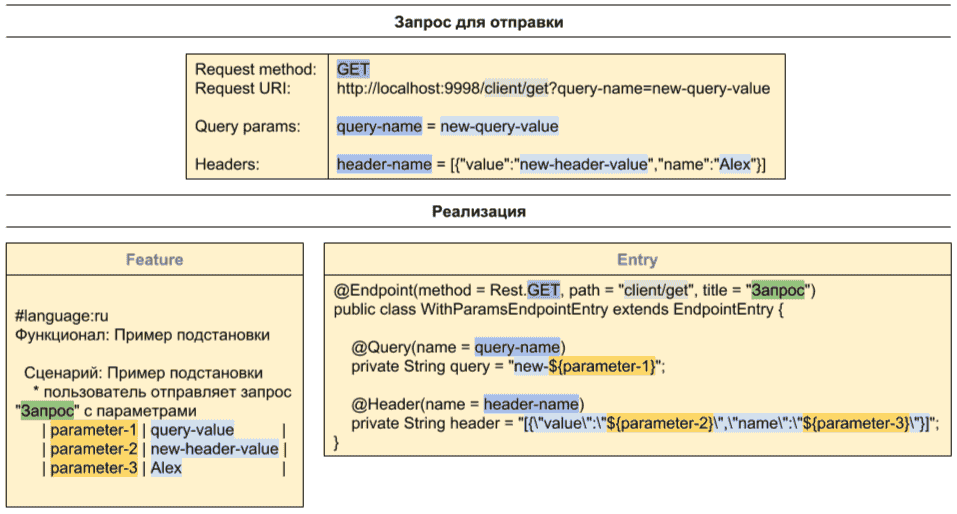 Запрос для отправки
Request method: GET
Request URI: http://localhost:9998/client/get?query-name=new-query-value
Query params: query-name = new-query-value
Headers: header-name = [{"value":"new-header-value","name":"Alex"}]
Реализация
Feature
#language:ru
Функционал: Пример подстановки
Сценарий: Пример подстановки
* пользователь отправляет запрос
"Запрос" с параметрами
| parameter-1 | query-value |
| parameter-2 | new-header-value |
| parameter-3 | Alex |
Entry
@Endpoint(method = Rest.GET, path = "client/get", title = "Запрос")
public class WithParamsEndpointEntry extends EndpointEntry {
@Query(name = query-name)
private String query = "new-${parameter-1}";
@Header(name = header-name)
private String header = "[{\"value\":\"${parameter-2}\",\"name\":\"${parameter-3}\"}]";
}